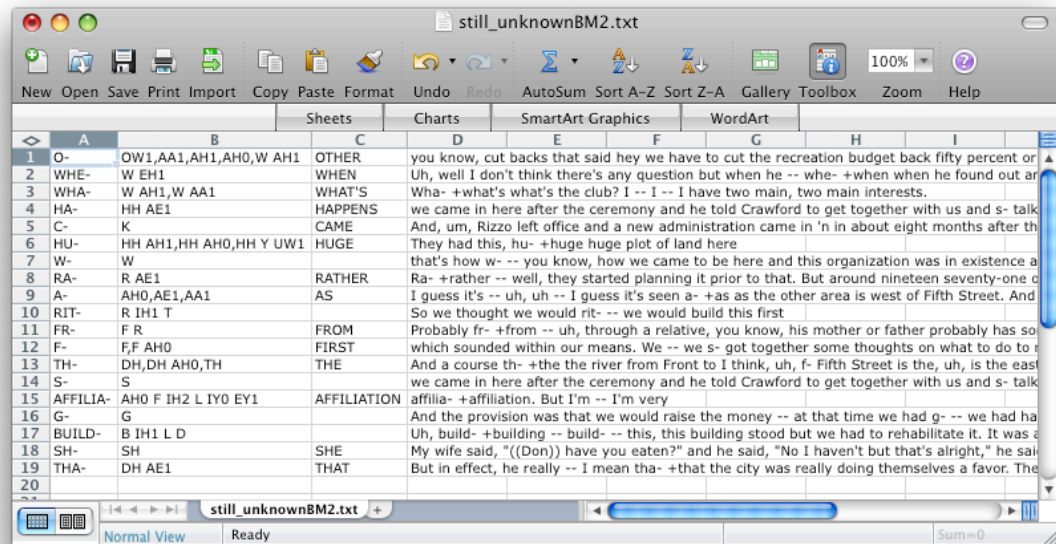 still_unknownBM2.txt
New Open Save Print Import Copy Paste Format Undo Redo AutoSum Sort A-Z Sort Z-A Gallery Toolbox Zoom Help
100%
Sheets Charts SmartArt Graphics WordArt
A B C D E F G H I
1 O- OW1,AA1,AH1,AH0,W AH1 OTHER you know, cut backs that said hey we have to cut the recreation budget back fifty percent or
2 WHE- W EH1 WHEN Uh, well I don't think there's any question but when he -- whe- +when when he found out ar
3 WHA- W AH1,W AA1 WHAT'S Wha- +what's what's the club? I -- I -- I have two main, two main interests.
4 HA- HH AE1 HAPPENS we came in here after the ceremony and he told Crawford to get together with us and s- talk
5 C- K CAME And, um, Rizzo left office and a new administration came in 'n in about eight months after th
6 HU- HH AH1,HH AH0,HH Y UW1 HUGE They had this, hu- +huge huge plot of land here
7 W- W that's how w- -- you know, how we came to be here and this organization was in existence a
8 RA- R AE1 RATHER Ra- +rather -- well, they started planning it prior to that. But around nineteen seventy-one o
9 A- AH0,AE1,AA1 AS I guess it's -- uh, uh -- I guess it's seen a- +as as the other area is west of Fifth Street. And
10 RIT- R IH1 T So we thought we would rit- -- we would build this first
11 FR- F R FROM Probably fr- +from -- uh, through a relative, you know, his mother or father probably has so
12 F- F,F AH0 FIRST which sounded within our means. We -- we s- got together some thoughts on what to do to r
13 TH- DH,DH AH0,TH THE And a course th- +the the river from Front to I think, uh, f- Fifth Street is the, uh, is the east
14 S- S we came in here after the ceremony and he told Crawford to get together with us and s- talk
15 AFFILIA- AH0 F IH2 L IY0 EY1 AFFILIATION affilia- +affiliation. But I'm -- I'm very
16 G- G And the provision was that we would raise the money -- at that time we had g- -- we had ha
17 BUILD- B IH1 L D Uh, build- +building -- build- -- this, this building stood but we had to rehabilitate it. It was a
18 SH- SH SHE My wife said, "((Don)) have you eaten?" and he said, "No I haven't but that's alright," he sai
19 THA- DH AE1 THAT But in effect, he really -- I mean tha- +that the city was really doing themselves a favor. The
20
still_unknownBM2.txt
Normal View Ready Sum=0